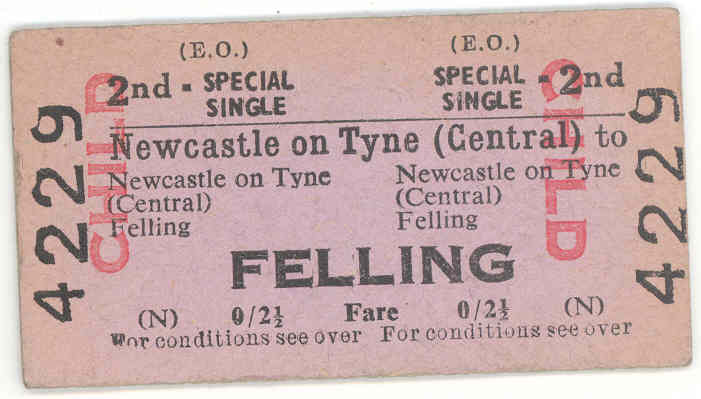 (E.O.) (E.O.)
2nd - SPECIAL SINGLE SPECIAL SINGLE - 2nd
Newcastle on Tyne (Central) to
Newcastle on Tyne Newcastle on Tyne
(Central) (Central)
Felling Felling
FELLING
(N) 0/2½ Fare 0/2½ (N)
For conditions see over For conditions see over
4229
CHILD
CHILD
4229